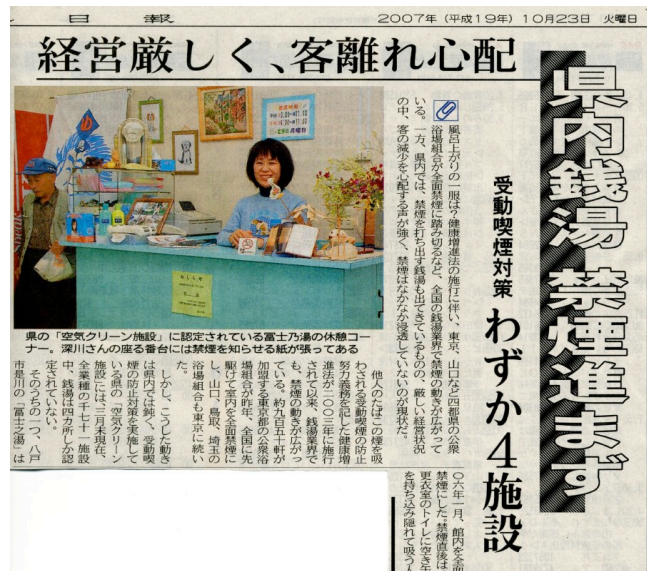 日報
2007年(平成19年)10月23日 火曜日
経営厳しく、客離れ心配
県内銭湯 禁煙進まず
受動喫煙対策 わずか4施設
風呂上がりの一服は?健康増進法の施行に伴い、東京、山口など四都県の公衆
浴場組合が全面禁煙に踏み切るなど、全国の銭湯業界で禁煙の動きが広がって
いる。一方、県内では、禁煙を打ち出す銭湯も出てきているものの、厳しい経営状況
の中、客の減少を心配する声が強く、禁煙はなかなか浸透していないのが現状だ。
県の「空気クリーン施設」に認定されている冨士乃湯の休憩コー
ナー。深川さんの座る番台には禁煙を知らせる紙が張ってある
他人のたばこの煙を吸
わされる受動喫煙の防止
努力義務を記した健康増
進法が二〇〇三年に施行
されて以来、銭湯業界で
も、禁煙の動きが広がっ
ている。約九百五十軒が
加盟する東京都の公衆浴
場組合が昨年、全国に先
駆けて室内を全面禁煙に
し、山口、鳥取、埼玉の
浴場組合も東京に続い
た。
しかし、こうした動き
は県内では鈍く、受動喫
煙の防止対策を実施して
いる県の「空気クリーン
施設」には、三月末現在、
全業種の千七十一施設
中、銭湯は四カ所しか認
定されていない。
そのうちの一つ、八戸
市是川の「冨士之湯」は
〇六年一月、館内を全面
禁煙にした。禁煙直後は
更衣室のトイレに空き缶
を持ち込み隠れて吸う人
おしらせ